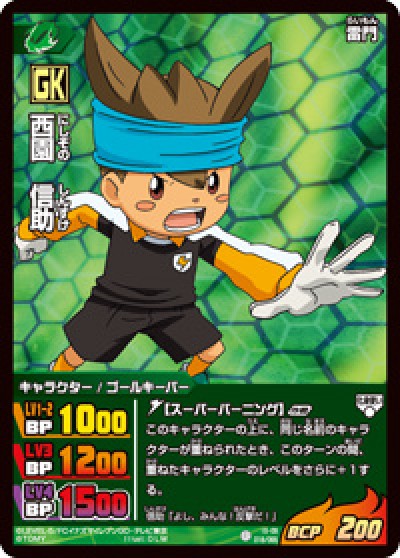 らいもん
雷門
GK
にしぞの
西園
しんすけ
信助
キャラクター / ゴールキーパー
LV1-2
BP 1000
LV3
BP 1200
LV4
BP 1500
【スーパーバーニング】
このキャラクターの上に、同じ名前のキャラ
クターが重ねられたとき、このターンの間、
重ねたキャラクターのレベルをさらに+1す
る。
信助「よし、みんな!反撃だ!」
©TOMY
Illust: DLW
BCP 200